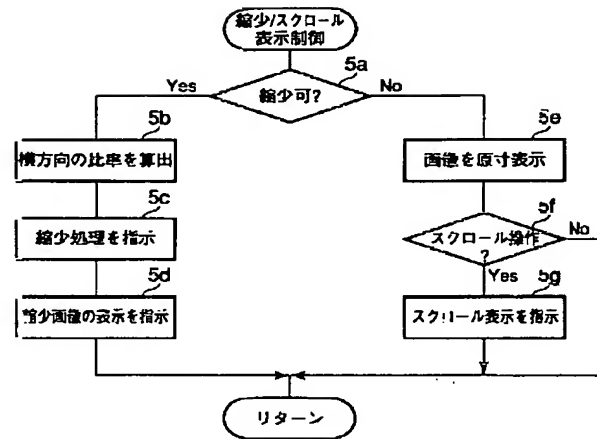 縮少/スクロール
表示制御
5a
縮少可?
Yes
No
5b
横方向の比率を算出
5c
縮少処理を指示
5d
縮少画像の表示を指示
5e
画像を原寸表示
5f
スクロール操作
?
No
Yes
5g
スクロール表示を指示
リターン